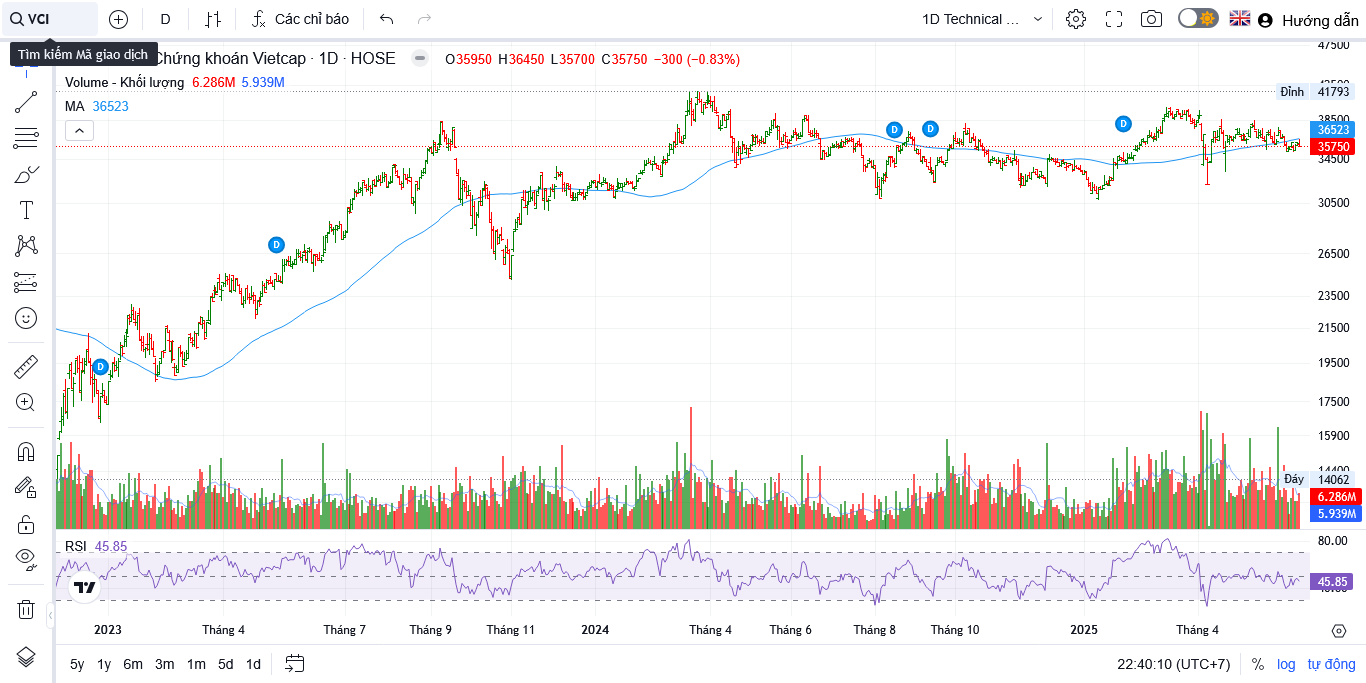 VCI
D
Các chỉ báo
1D Technical ...
Hướng dẫn
Tìm kiếm Mã giao dịch
Chứng khoán Vietcap · 1D · HOSE
O35950 H36450 L35700 C35750 −300 (−0.83%)
Volume - Khối lượng 6.286M 5.939M
MA 36523
47500
Đỉnh 41793
38500
36523
35750
34500
30500
26500
23500
21500
19500
17500
15900
Đáy 14062
6.286M
5.939M
D
D
D
D
D
RSI 45.85
80.00
45.85
2023 Tháng 4 Tháng 7 Tháng 9 Tháng 11 2024 Tháng 4 Tháng 6 Tháng 8 Tháng 10 2025 Tháng 4
5y 1y 6m 3m 1m 5d 1d
22:40:10 (UTC+7) % log tự động